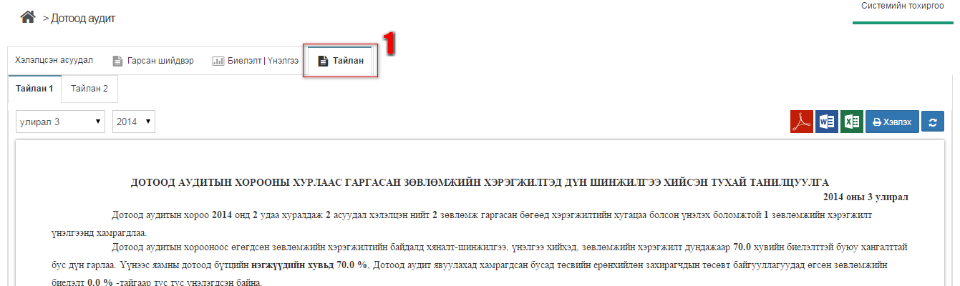 Системийн тохиргоо
> Дотоод аудит
1
Хэлэлцсэн асуудал Гарсан шийдвэр Биелэлт | Үнэлгээ Тайлан
Тайлан 1 Тайлан 2
улирал 3 2014 Хэвлэх
ДОТООД АУДИТЫН ХОРООНЫ ХУРЛААС ГАРГАСАН ЗӨВЛӨМЖИЙН ХЭРЭГЖИЛТЭД ДҮН ШИНЖИЛГЭЭ ХИЙСЭН ТУХАЙ ТАНИЛЦУУЛГА
2014 оны 3 улирал
Дотоод аудитын хороо 2014 онд 2 удаа хуралдаж 2 асуудал хэлэлцэн нийт 2 зөвлөмж гаргасан бөгөөд хэрэгжилтийн хугацаа болсон үнэлэх боломжтой 1 зөвлөмжийн хэрэгжилт
үнэлгээнд хамрагдлаа.
Дотоод аудитын хорооноос өгөгдсөн зөвлөмжийн хэрэгжилтийн байдалд хяналт-шинжилгээ, үнэлгээ хийхэд, зөвлөмжийн хэрэгжилт дунджаар 70.0 хувийн биелэлттэй буюу хангалттай
бус дүн гарлаа. Үүнээс яамны дотоод бүтцийн нэгжүүдийн хувьд 70.0 %. Дотоод аудит явуулахад хамрагдсан бусад төсвийн ерөнхийлөн захирагчдын төсөвт байгууллагуудад өгсөн зөвлөмжийн
биелэлт 0.0 % -тайгаар тус тус үнэлэгдсэн байна.